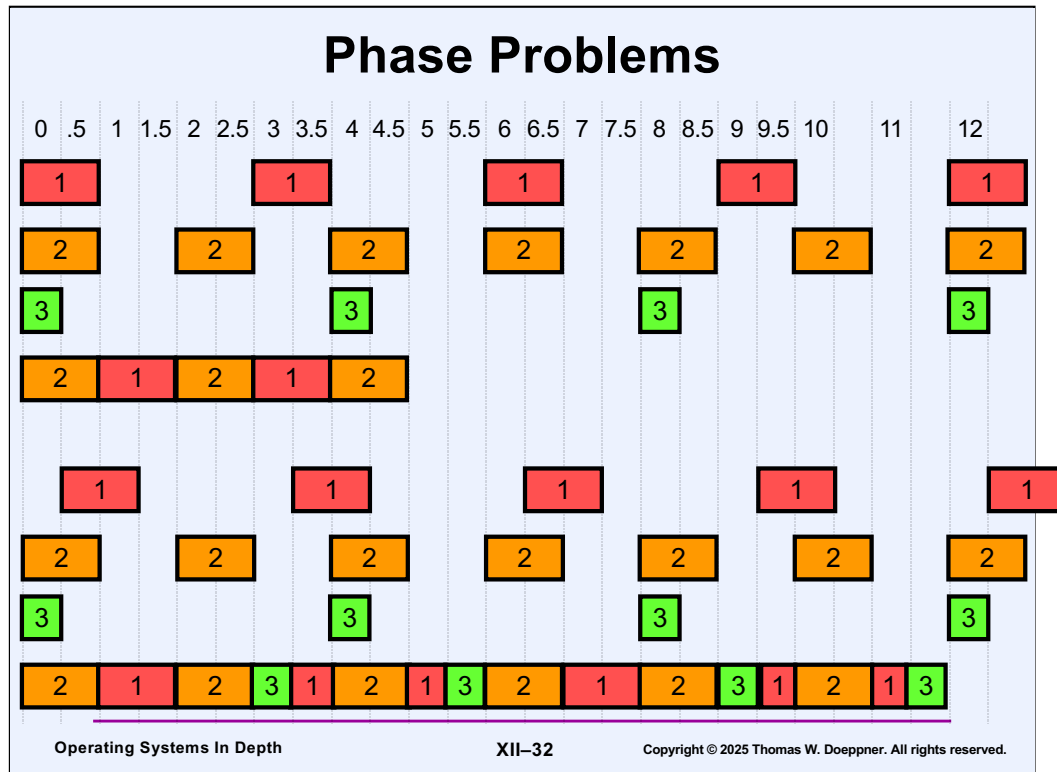 Phase Problems
0 .5 1 1.5 2 2.5 3 3.5 4 4.5 5 5.5 6 6.5 7 7.5 8 8.5 9 9.5 10 11 12
1 1 1 1 1
2 2 2 2 2 2 2
3 3 3 3
2 1 2 1 2
1 1 1 1 1
2 2 2 2 2 2 2
3 3 3 3
2 1 2 3 1 2 1 3 2 1 2 3 1 2 1 3
Operating Systems In Depth XII–32 Copyright © 2025 Thomas W. Doeppner. All rights reserved.